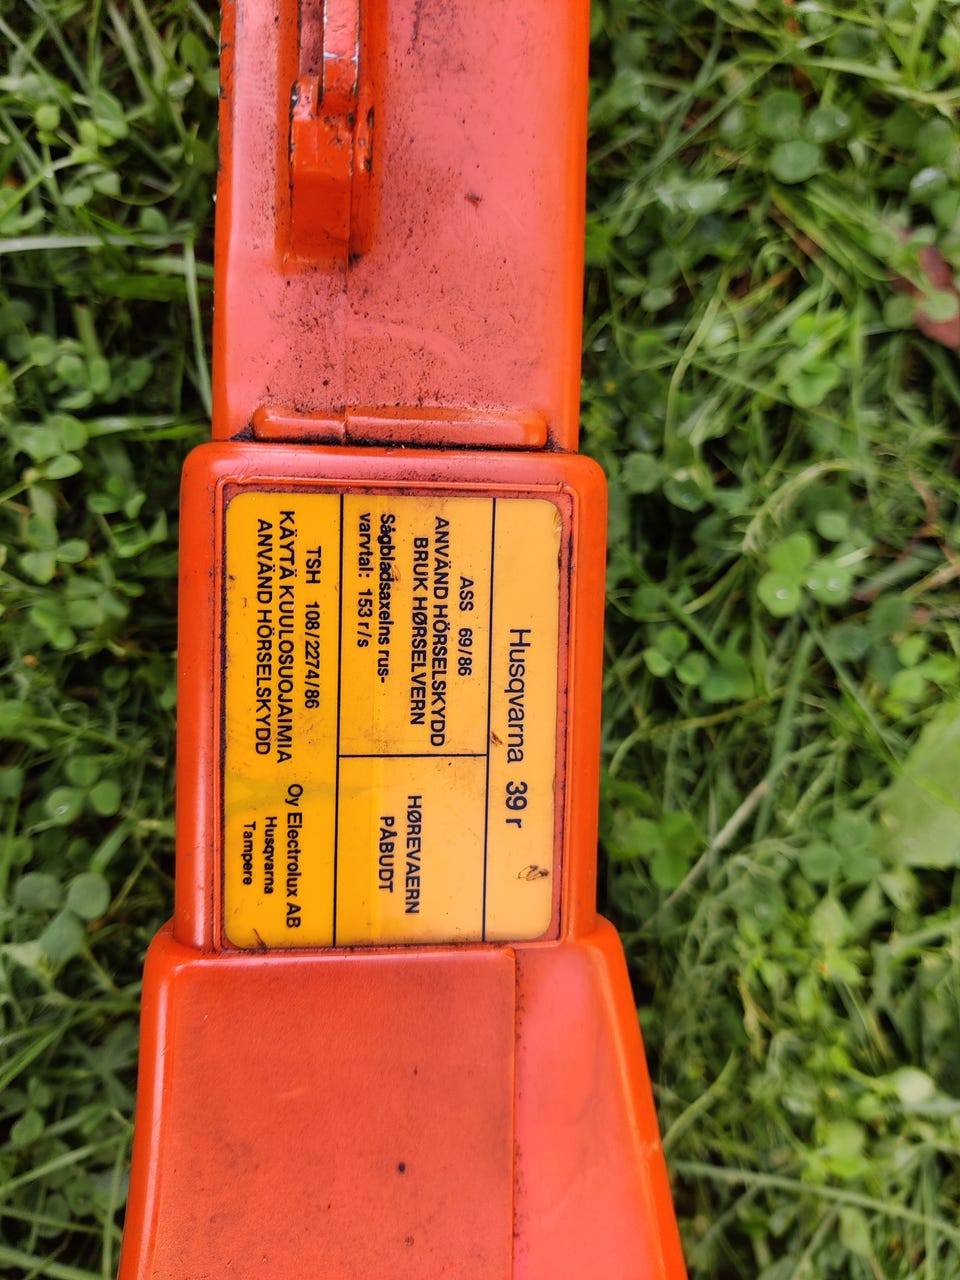 Husqvarna 39 r
ASS 69/86
ANVÄND HÖRSELSKYDD
BRUK HØRSELVERN
Sågbladsaxelns rus-
varvtal: 153 r/s
HØREVAERN
PÅBUDT
TSH 108/2274/86
KÄYTÄ KUULOSUOJAIMIA
ANVÄND HÖRSELSKYDD
Oy Electrolux AB
Husqvarna
Tampere